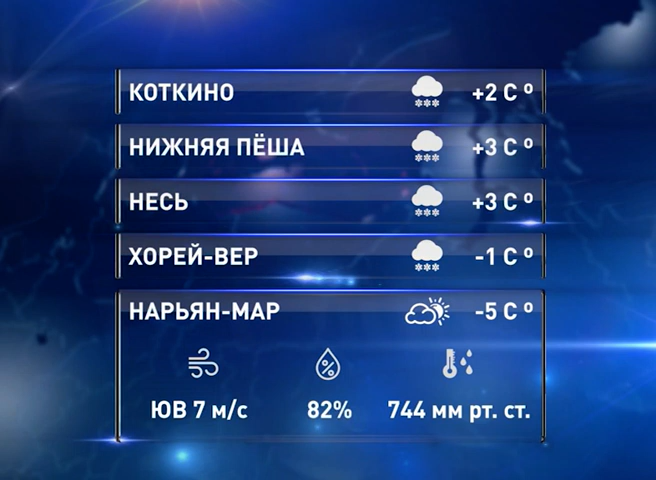 КОТКИНО +2 C º
НИЖНЯЯ ПЁША +3 C º
НЕСЬ +3 C º
ХОРЕЙ-ВЕР -1 C º
НАРЬЯН-МАР -5 C º
%
ЮВ 7 м/с 82% 744 мм рт. ст.